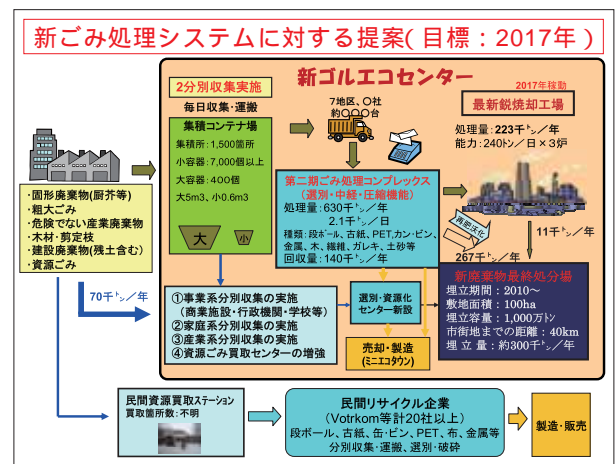 新ごみ処理システムに対する提案(目標：2017年)
新ゴルエコセンター
2分別収集実施
毎日収集・運搬
集積コンテナ場
集積所：1,500箇所
小容器：7,000個以上
大容器：400個
大5m3、小0.6m3
大
小
7地区、〇社
約〇〇〇台
2017年稼動
最新鋭焼却工場
処理量：223千㌧／年
能力：240トン／日×3炉
・固形廃棄物(厨芥等)
・粗大ごみ
・危険でない産業廃棄物
・木材・剪定枝
・建設廃棄物(残土含む)
・資源ごみ
第二期ごみ処理コンプレックス
(選別・中経・圧縮機能)
処理量：630千㌧／年
2.1千㌧／日
種類：段ボール、古紙、PET,カン・ビン、
金属、木、繊維、ガレキ、土砂等
回収量：140千㌧／年
再肥活化
11千㌧／年
267千㌧／年
70千㌧／年
①事業系分別収集の実施
(商業施設・行政機関・学校等)
②家庭系分別収集の実施
③産業系分別収集の実施
④資源ごみ買取センターの増強
選別・資源化
センター新設
売却・製造
(ミニエコタウン)
新廃棄物最終処分場
埋立期間：2010～
敷地面積：100ha
埋立容量：1,000万㌧
市街地までの距離：40km
埋立量：約300千㌧／年
民間資源買取ステーション
買取箇所数：不明
民間リサイクル企業
(Votrkom等計20社以上)
段ボール、古紙、缶・ビン、PET、布、金属等
分別収集・運搬、選別・破砕
製造・販売